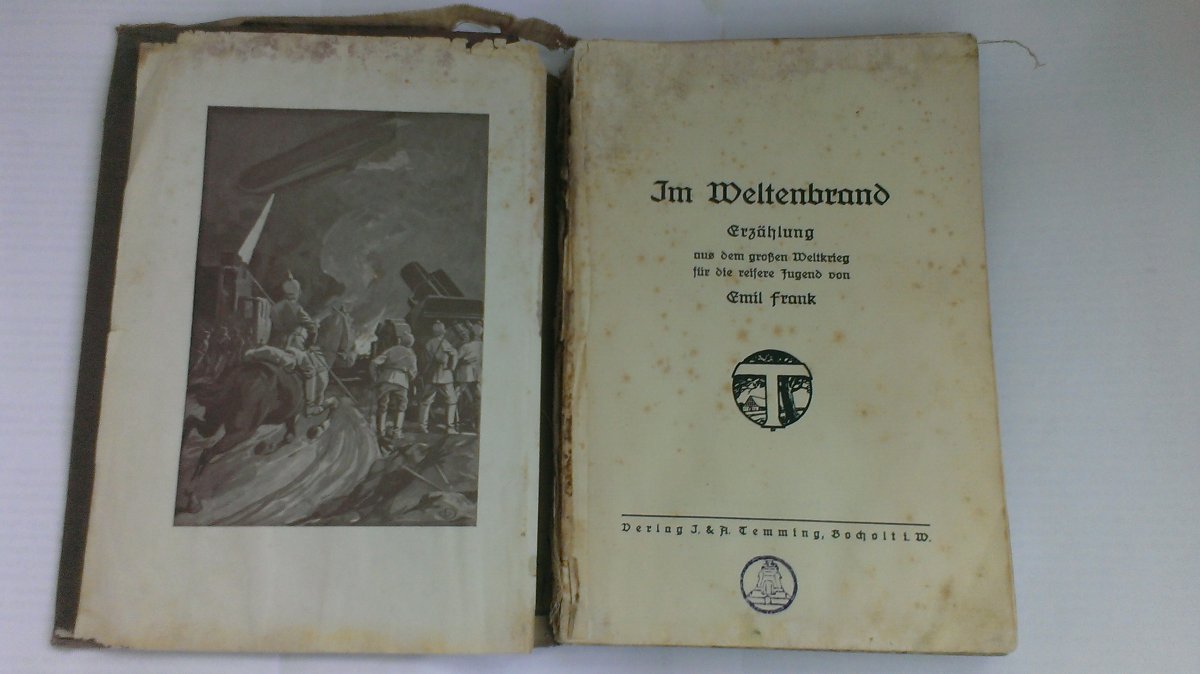 Im Weltenbrand
Erzählung
aus dem großen Weltkrieg
für die reifere Jugend von
Emil Frank
T
Verlag J. & A. Temming, Bocholt i. W.